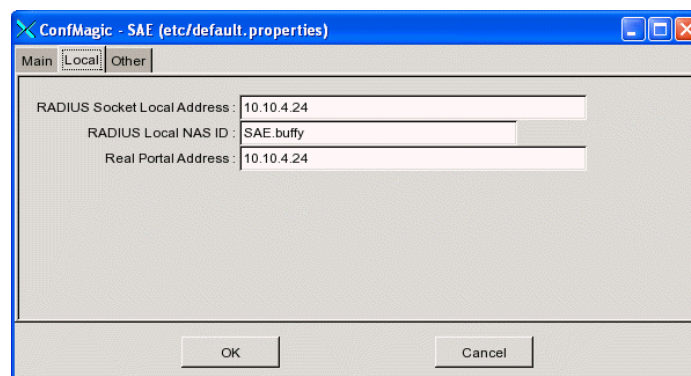 ConfMagic - SAE (etc/default.properties)
Main Local Other
RADIUS Socket Local Address : 10.10.4.24
RADIUS Local NAS ID : SAE.buffy
Real Portal Address : 10.10.4.24
OK Cancel